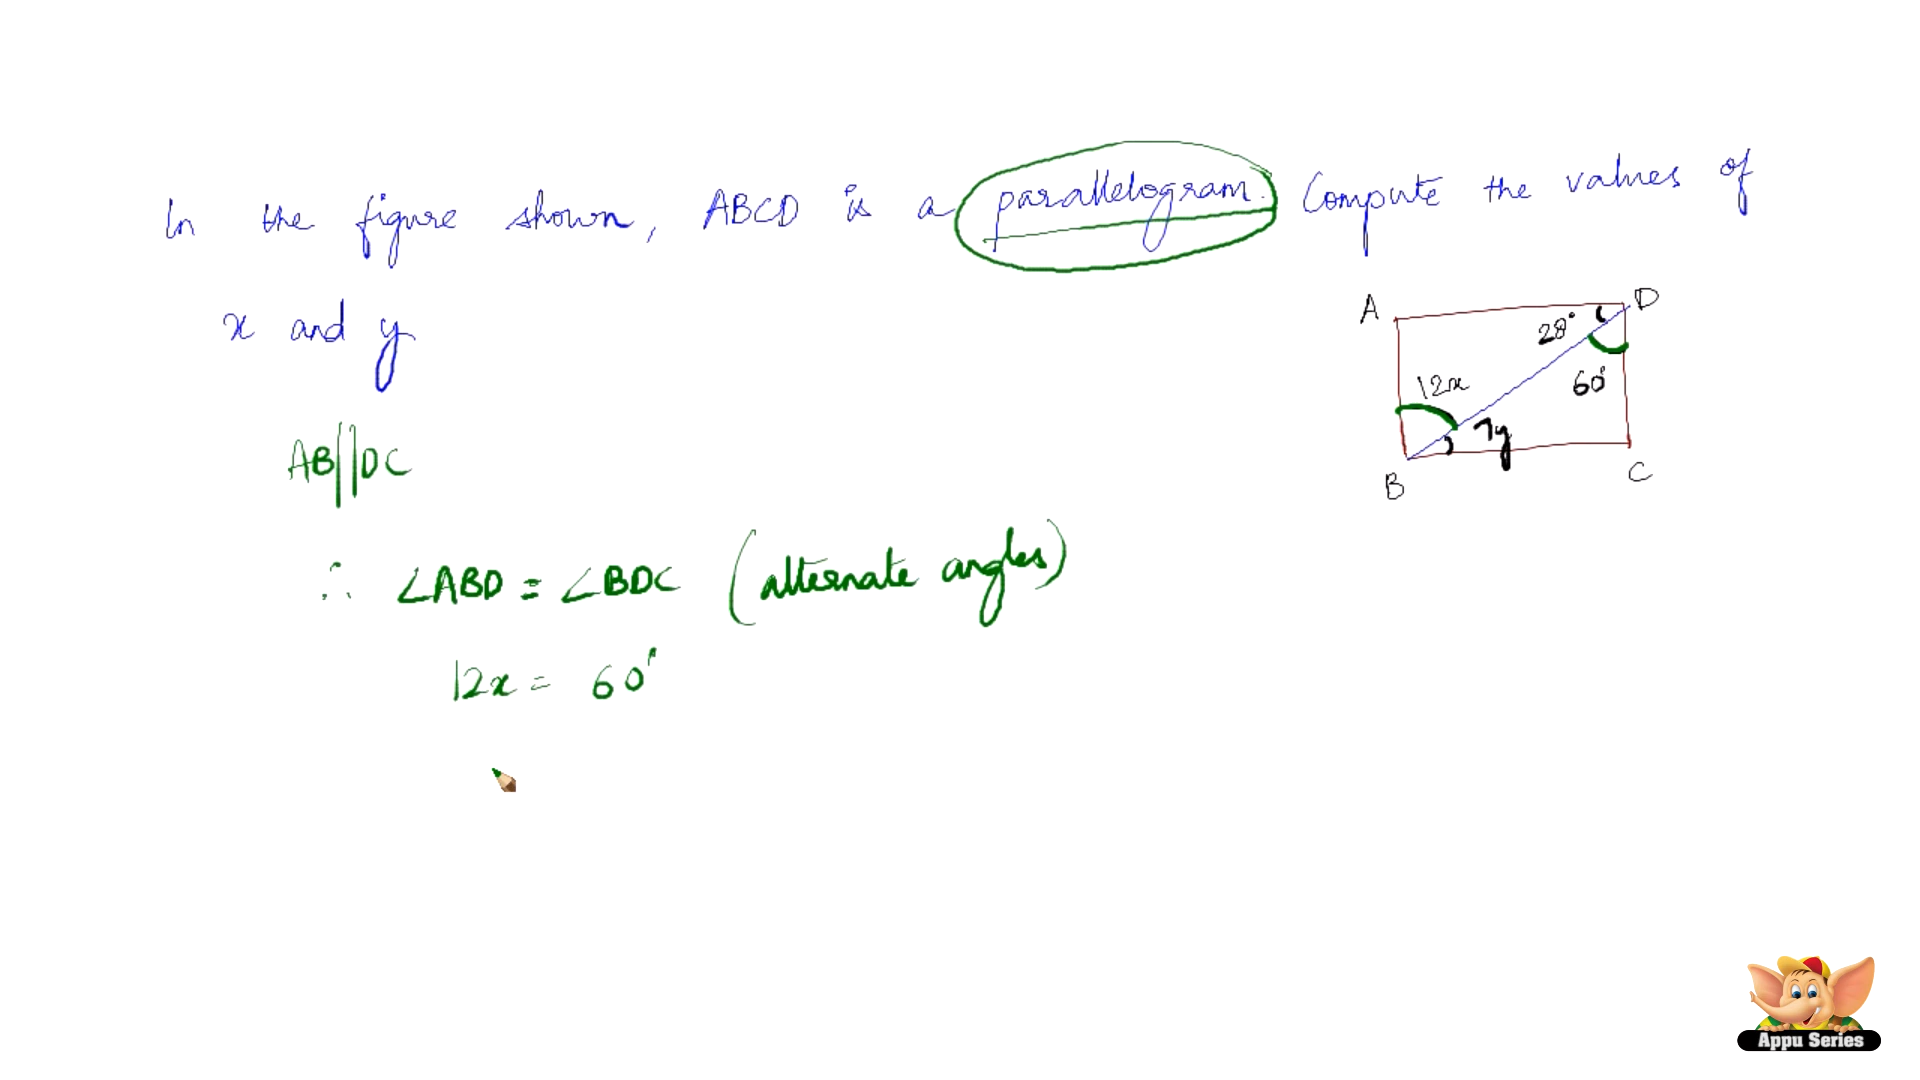 In the figure shown, ABCD is a parallelogram. Compute the values of
x and y
A D
28°
12x 60°
7y
B C
AB||DC
∴ ∠ABD = ∠BDC (alternate angles)
12x = 60°
Appu Series